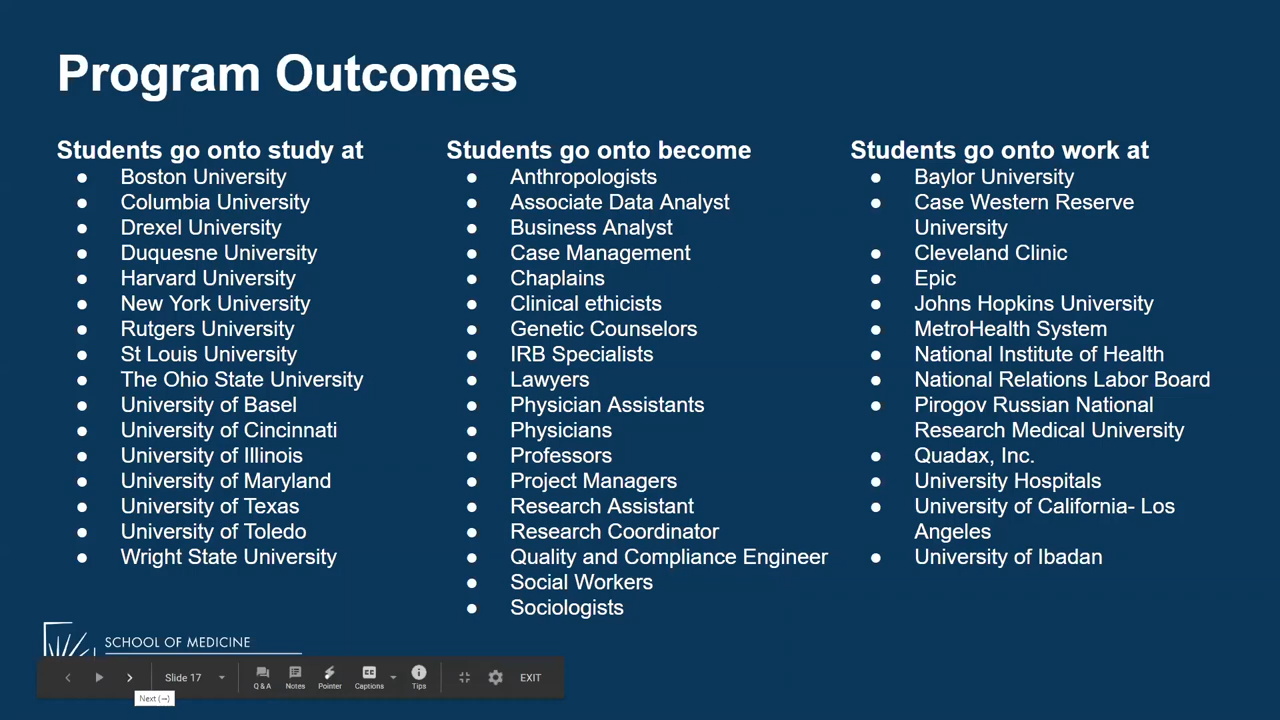 Program Outcomes
Students go onto study at
● Boston University
● Columbia University
● Drexel University
● Duquesne University
● Harvard University
● New York University
● Rutgers University
● St Louis University
● The Ohio State University
● University of Basel
● University of Cincinnati
● University of Illinois
● University of Maryland
● University of Texas
● University of Toledo
● Wright State University
Students go onto become
● Anthropologists
● Associate Data Analyst
● Business Analyst
● Case Management
● Chaplains
● Clinical ethicists
● Genetic Counselors
● IRB Specialists
● Lawyers
● Physician Assistants
● Physicians
● Professors
● Project Managers
● Research Assistant
● Research Coordinator
● Quality and Compliance Engineer
● Social Workers
● Sociologists
Students go onto work at
● Baylor University
● Case Western Reserve
University
● Cleveland Clinic
● Epic
● Johns Hopkins University
● MetroHealth System
● National Institute of Health
● National Relations Labor Board
● Pirogov Russian National
Research Medical University
● Quadax, Inc.
● University Hospitals
● University of California- Los
Angeles
● University of Ibadan
SCHOOL OF MEDICINE
Slide 17
Q & A
Notes
Pointer
CC
Captions
Tips
EXIT
Next (→)